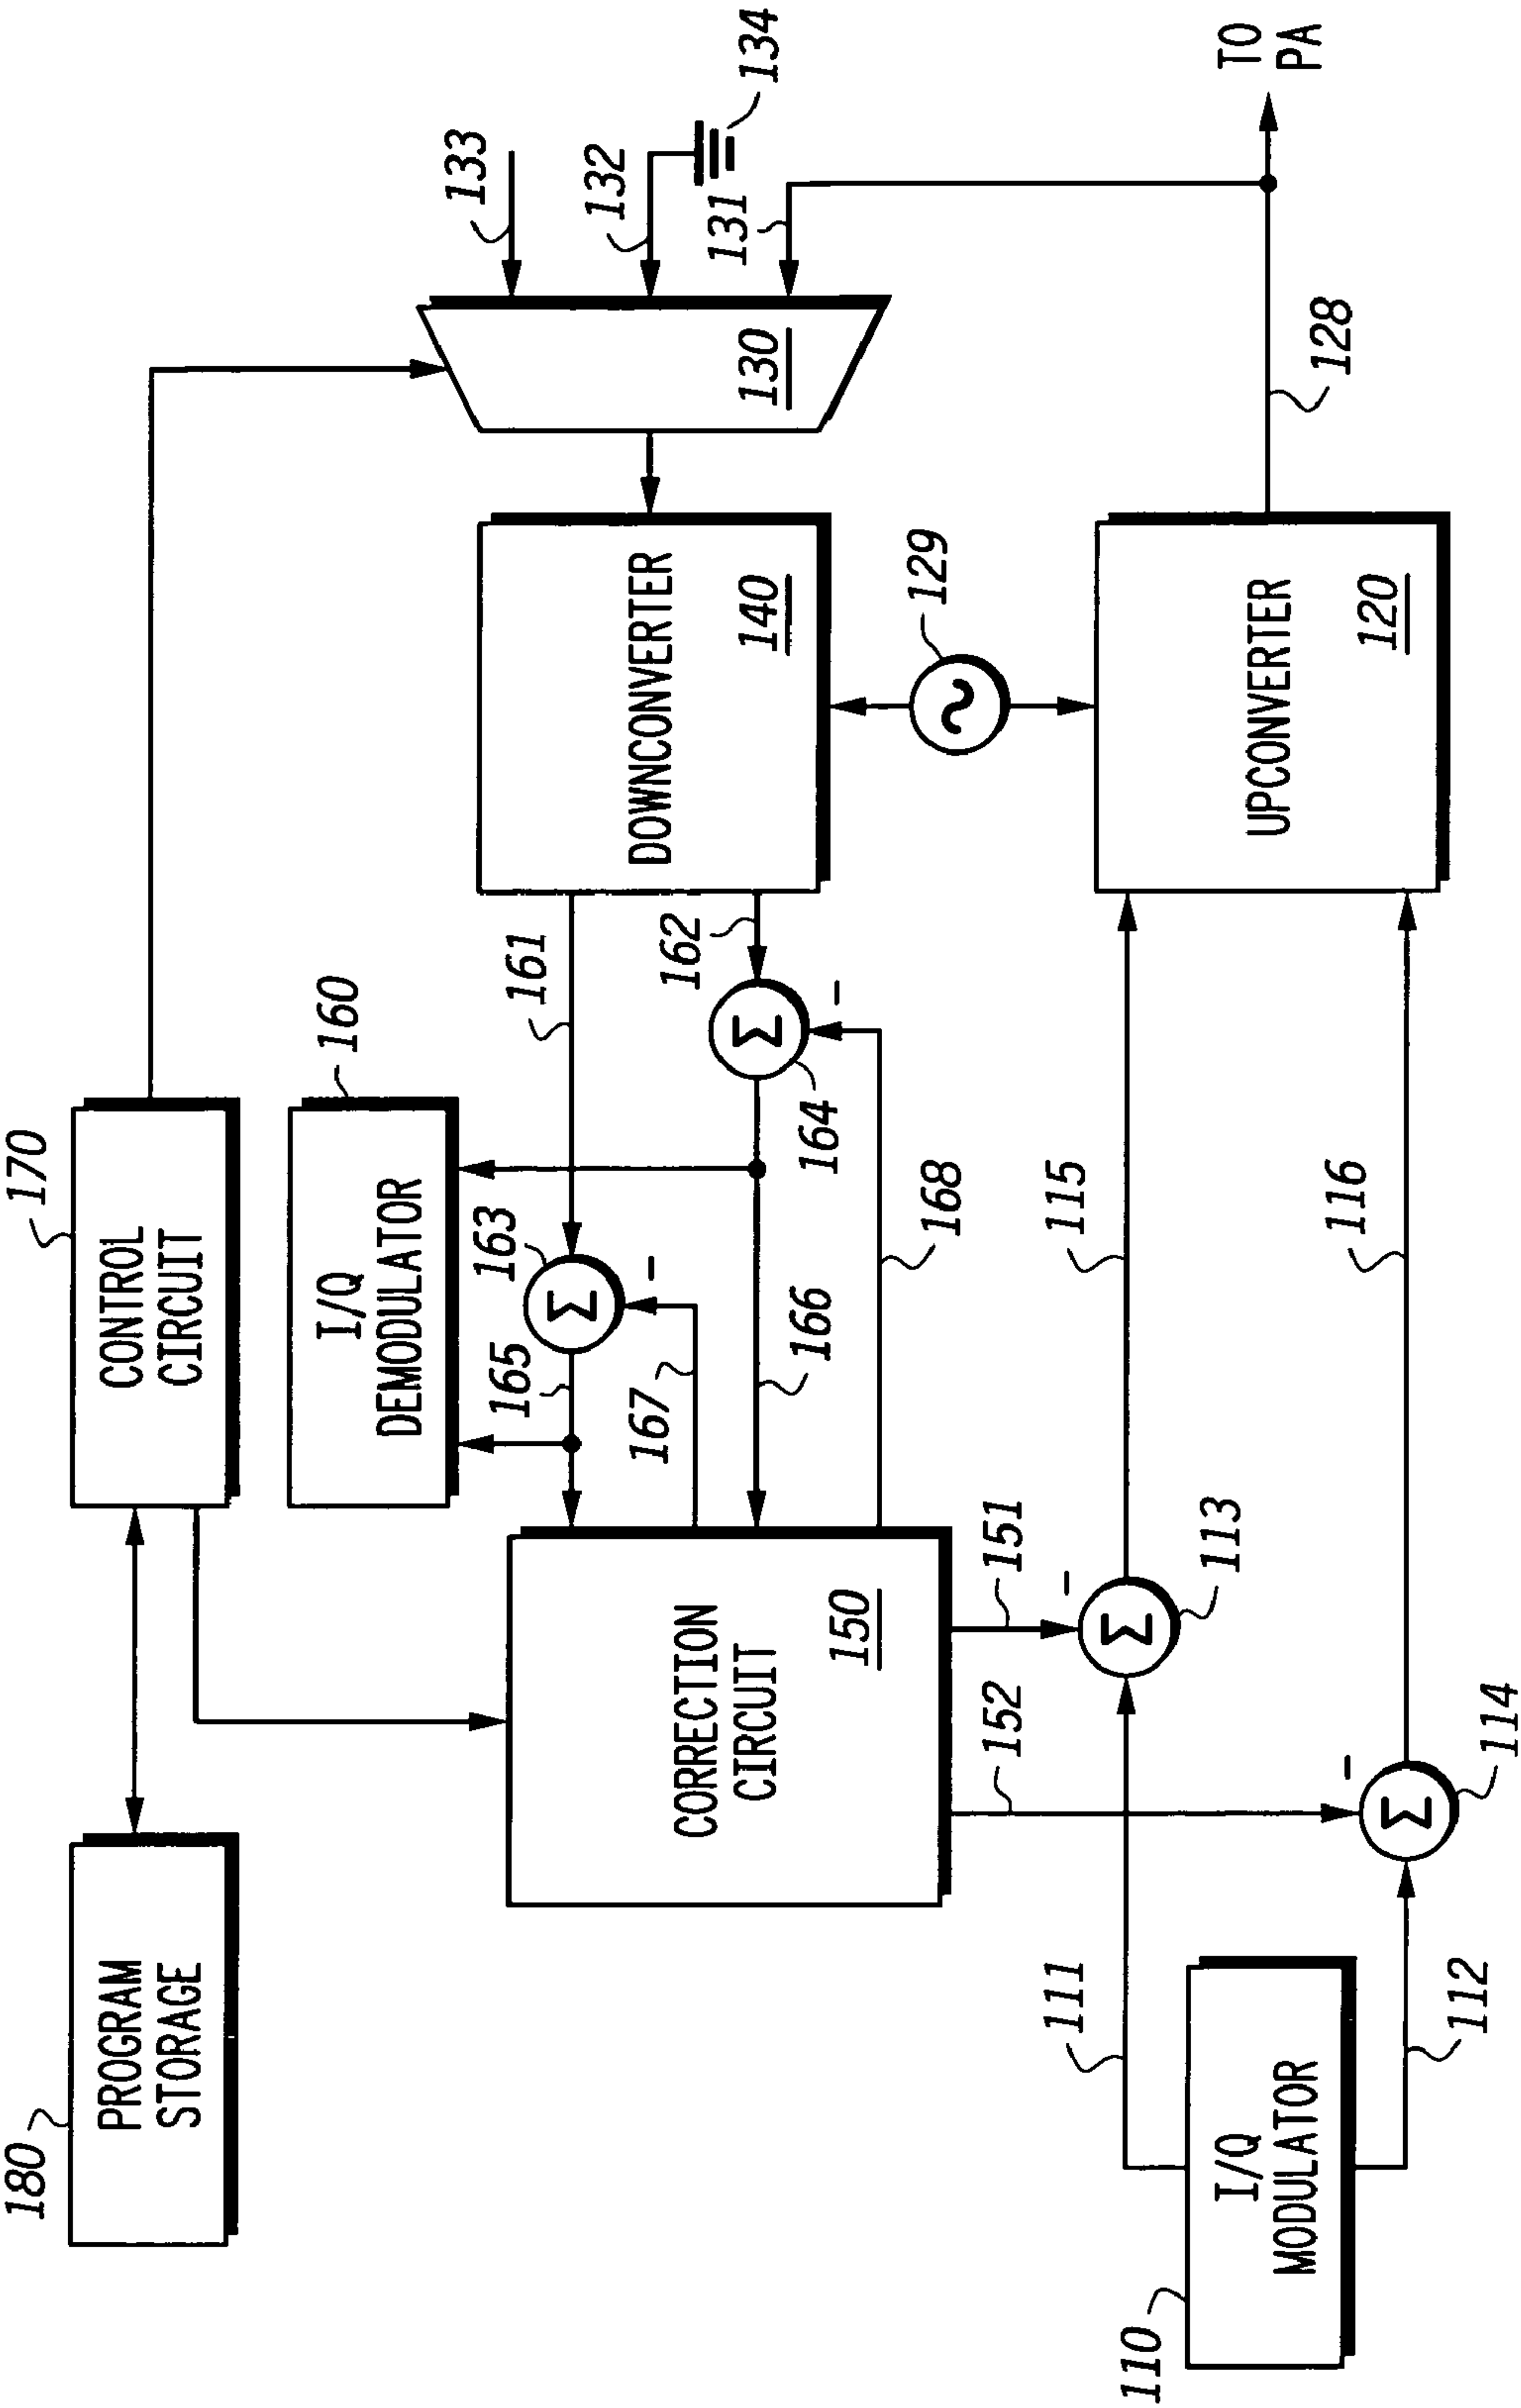 180
PROGRAM
STORAGE
170
CONTROL
CIRCUIT
160
I/Q
DEMODULATOR
133
132
134
131
130
DOWNCONVERTER
140
161
162
163
Σ
–
164
Σ
–
165
166
167
168
CORRECTION
CIRCUIT
150
129
~
151
152
110
I/Q
MODULATOR
111
112
113
Σ
–
114
Σ
–
115
116
UPCONVERTER
120
128
TO
PA